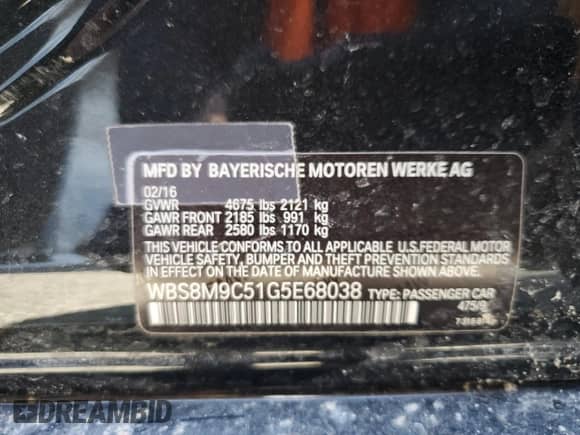 MFD BY BAYERISCHE MOTOREN WERKE AG
02/16
GVWR 4675 lbs 2121 kg
GAWR FRONT 2185 lbs 991 kg
GAWR REAR 2580 lbs 1170 kg
THIS VEHICLE CONFORMS TO ALL APPLICABLE U.S. FEDERAL MOTOR
VEHICLE SAFETY, BUMPER AND THEFT PREVENTION STANDARDS
IN EFFECT ON THE DATE OF MANUFACTURE SHOWN ABOVE.
WBS8M9C51G5E68038 TYPE: PASSENGER CAR
DREAMBID